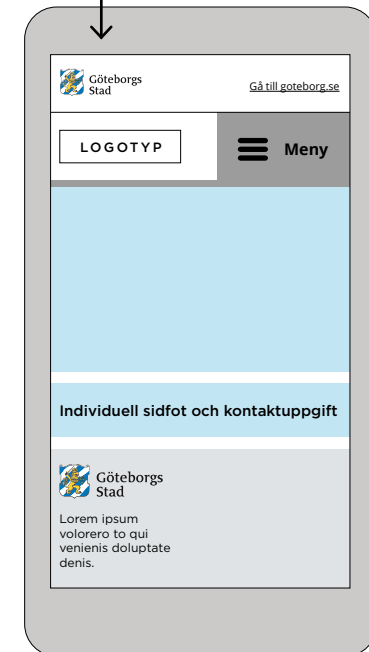 Göteborgs
Stad
Gå till goteborg.se
LOGOTYP
Meny
Individuell sidfot och kontaktuppgift
Göteborgs
Stad
Lorem ipsum
volorero to qui
venienis doluptate
denis.